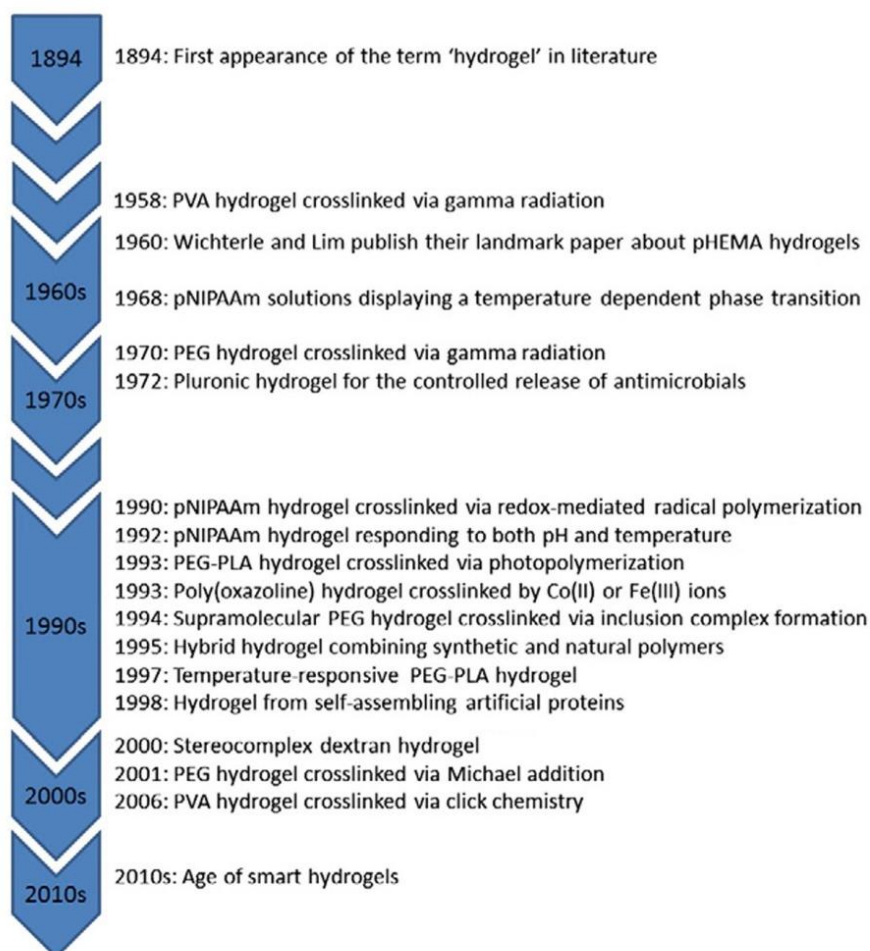 1894
1894: First appearance of the term ‘hydrogel’ in literature
1958: PVA hydrogel crosslinked via gamma radiation
1960: Wichterle and Lim publish their landmark paper about pHEMA hydrogels
1960s
1968: pNIPAAm solutions displaying a temperature dependent phase transition
1970: PEG hydrogel crosslinked via gamma radiation
1972: Pluronic hydrogel for the controlled release of antimicrobials
1970s
1990: pNIPAAm hydrogel crosslinked via redox-mediated radical polymerization
1992: pNIPAAm hydrogel responding to both pH and temperature
1993: PEG-PLA hydrogel crosslinked via photopolymerization
1993: Poly(oxazoline) hydrogel crosslinked by Co(II) or Fe(III) ions
1994: Supramolecular PEG hydrogel crosslinked via inclusion complex formation
1990s
1995: Hybrid hydrogel combining synthetic and natural polymers
1997: Temperature-responsive PEG-PLA hydrogel
1998: Hydrogel from self-assembling artificial proteins
2000: Stereocomplex dextran hydrogel
2001: PEG hydrogel crosslinked via Michael addition
2000s
2006: PVA hydrogel crosslinked via click chemistry
2010s: Age of smart hydrogels
2010s